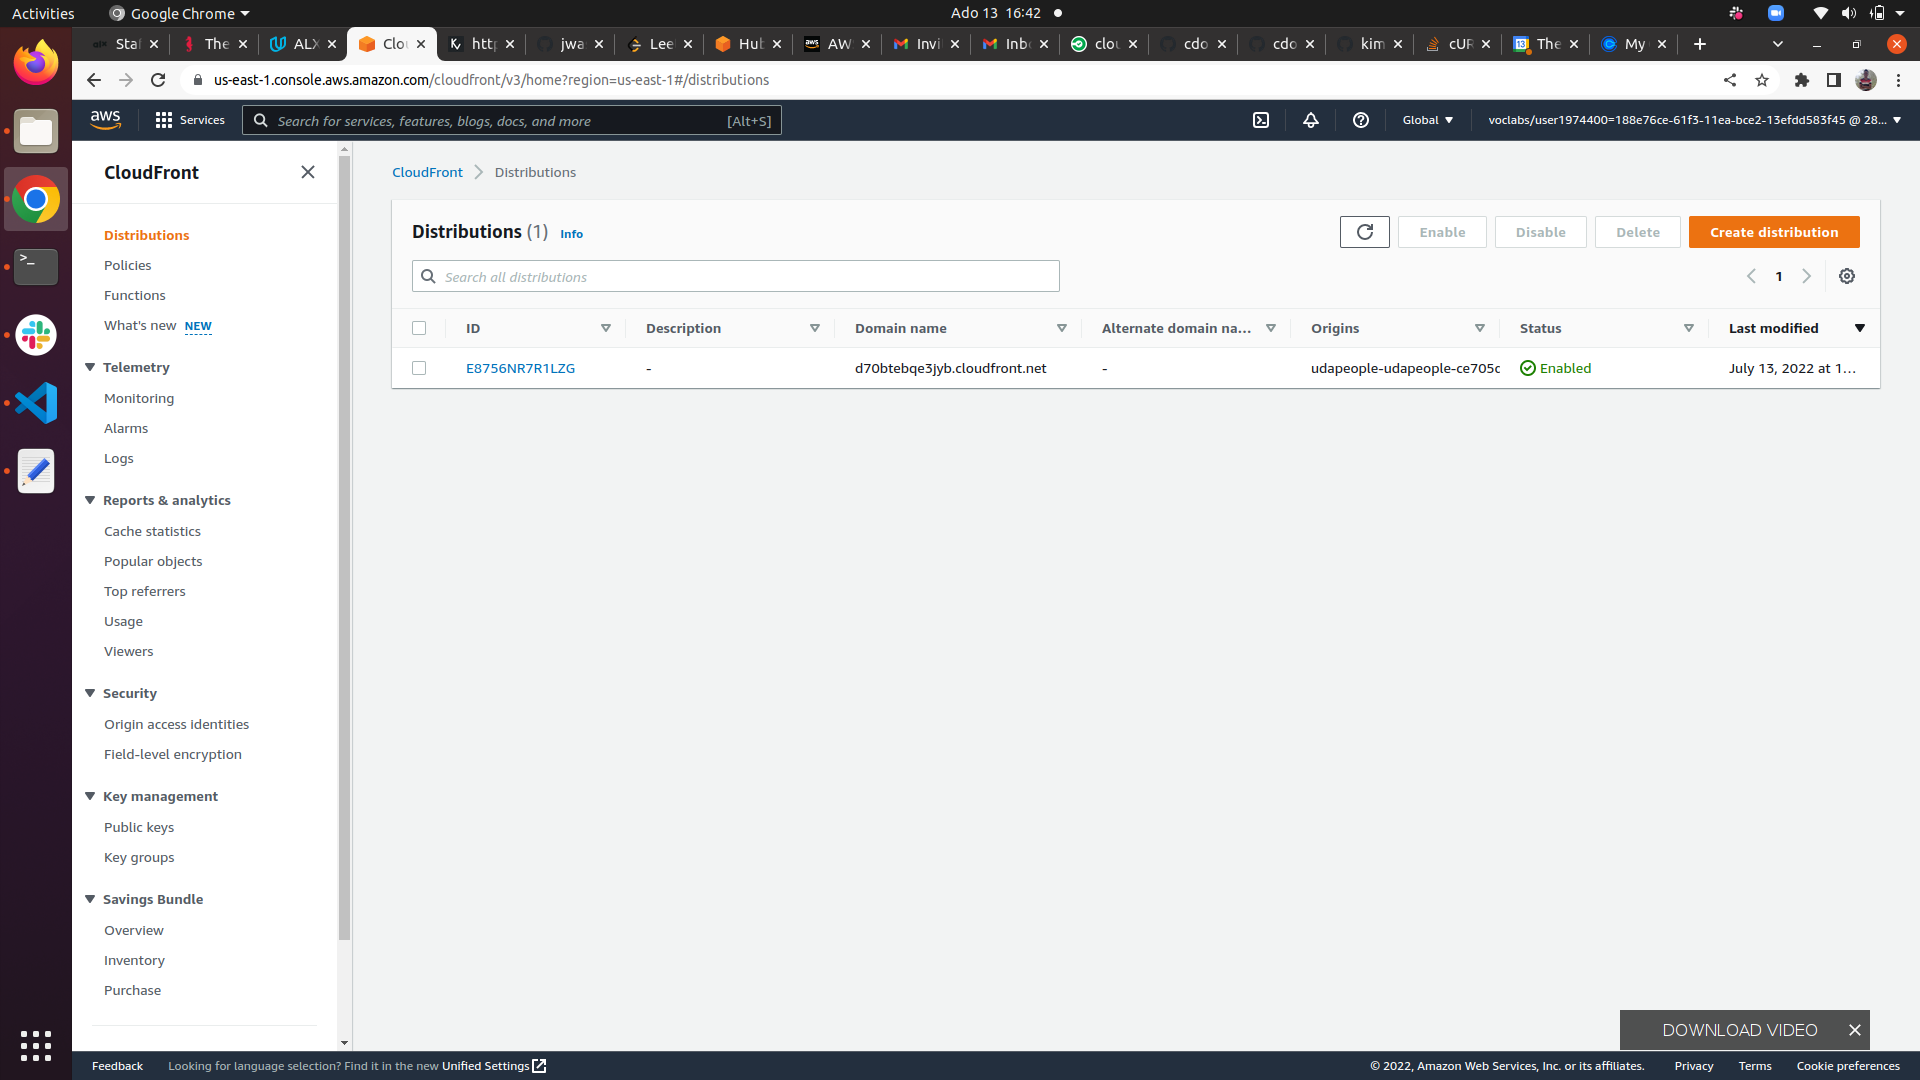 Activities
Google Chrome
Ado 13 16:42
Stal
The
ALX
Clou
http
jwa
Lee
Hub
AW
Invi
Inbo
clou
cdo
cdo
kim
cUR
The
My
us-east-1.console.aws.amazon.com/cloudfront/v3/home?region=us-east-1#/distributions
aws
Services
Search for services, features, blogs, docs, and more
[Alt+S]
Global
voclabs/user1974400=188e76ce-61f3-11ea-bce2-13efdd583f45 @ 28...
CloudFront
Distributions
Policies
Functions
What's new NEW
Telemetry
Monitoring
Alarms
Logs
Reports & analytics
Cache statistics
Popular objects
Top referrers
Usage
Viewers
Security
Origin access identities
Field-level encryption
Key management
Public keys
Key groups
Savings Bundle
Overview
Inventory
Purchase
CloudFront
Distributions
Distributions (1) Info
Enable
Disable
Delete
Create distribution
Search all distributions
1
ID
Description
Domain name
Alternate domain na...
Origins
Status
Last modified
E8756NR7R1LZG
-
d70btebqe3jyb.cloudfront.net
-
udapeople-udapeople-ce705c
Enabled
July 13, 2022 at 1...
DOWNLOAD VIDEO
Feedback
Looking for language selection? Find it in the new Unified Settings
© 2022, Amazon Web Services, Inc. or its affiliates.
Privacy
Terms
Cookie preferences